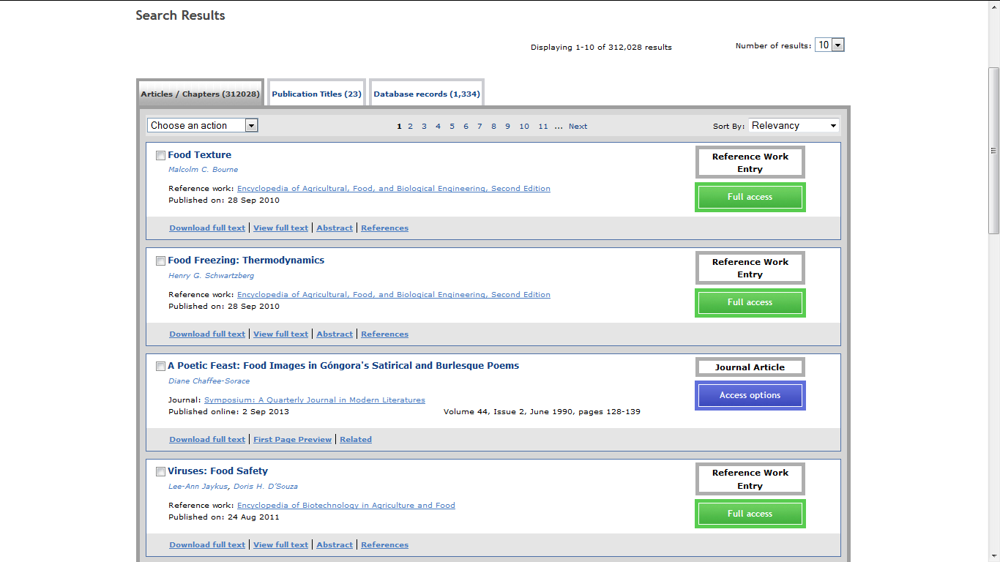 Search Results
Displaying 1-10 of 312,028 results
Number of results: 10
Articles / Chapters (312028) Publication Titles (23) Database records (1,334)
Choose an action 1 2 3 4 5 6 7 8 9 10 11 ... Next Sort By: Relevancy
Food Texture
Malcolm C. Bourne
Reference work: Encyclopedia of Agricultural, Food, and Biological Engineering, Second Edition
Published on: 28 Sep 2010
Reference Work
Entry
Full access
Download full text | View full text | Abstract | References
Food Freezing: Thermodynamics
Henry G. Schwartzberg
Reference work: Encyclopedia of Agricultural, Food, and Biological Engineering, Second Edition
Published on: 28 Sep 2010
Reference Work
Entry
Full access
Download full text | View full text | Abstract | References
A Poetic Feast: Food Images in Góngora's Satirical and Burlesque Poems
Diane Chaffee-Sorace
Journal: Symposium: A Quarterly Journal in Modern Literatures
Published online: 2 Sep 2013 Volume 44, Issue 2, June 1990, pages 128-139
Journal Article
Access options
Download full text | First Page Preview | Related
Viruses: Food Safety
Lee-Ann Jaykus, Doris H. D'Souza
Reference work: Encyclopedia of Biotechnology in Agriculture and Food
Published on: 24 Aug 2011
Reference Work
Entry
Full access
Download full text | View full text | Abstract | References